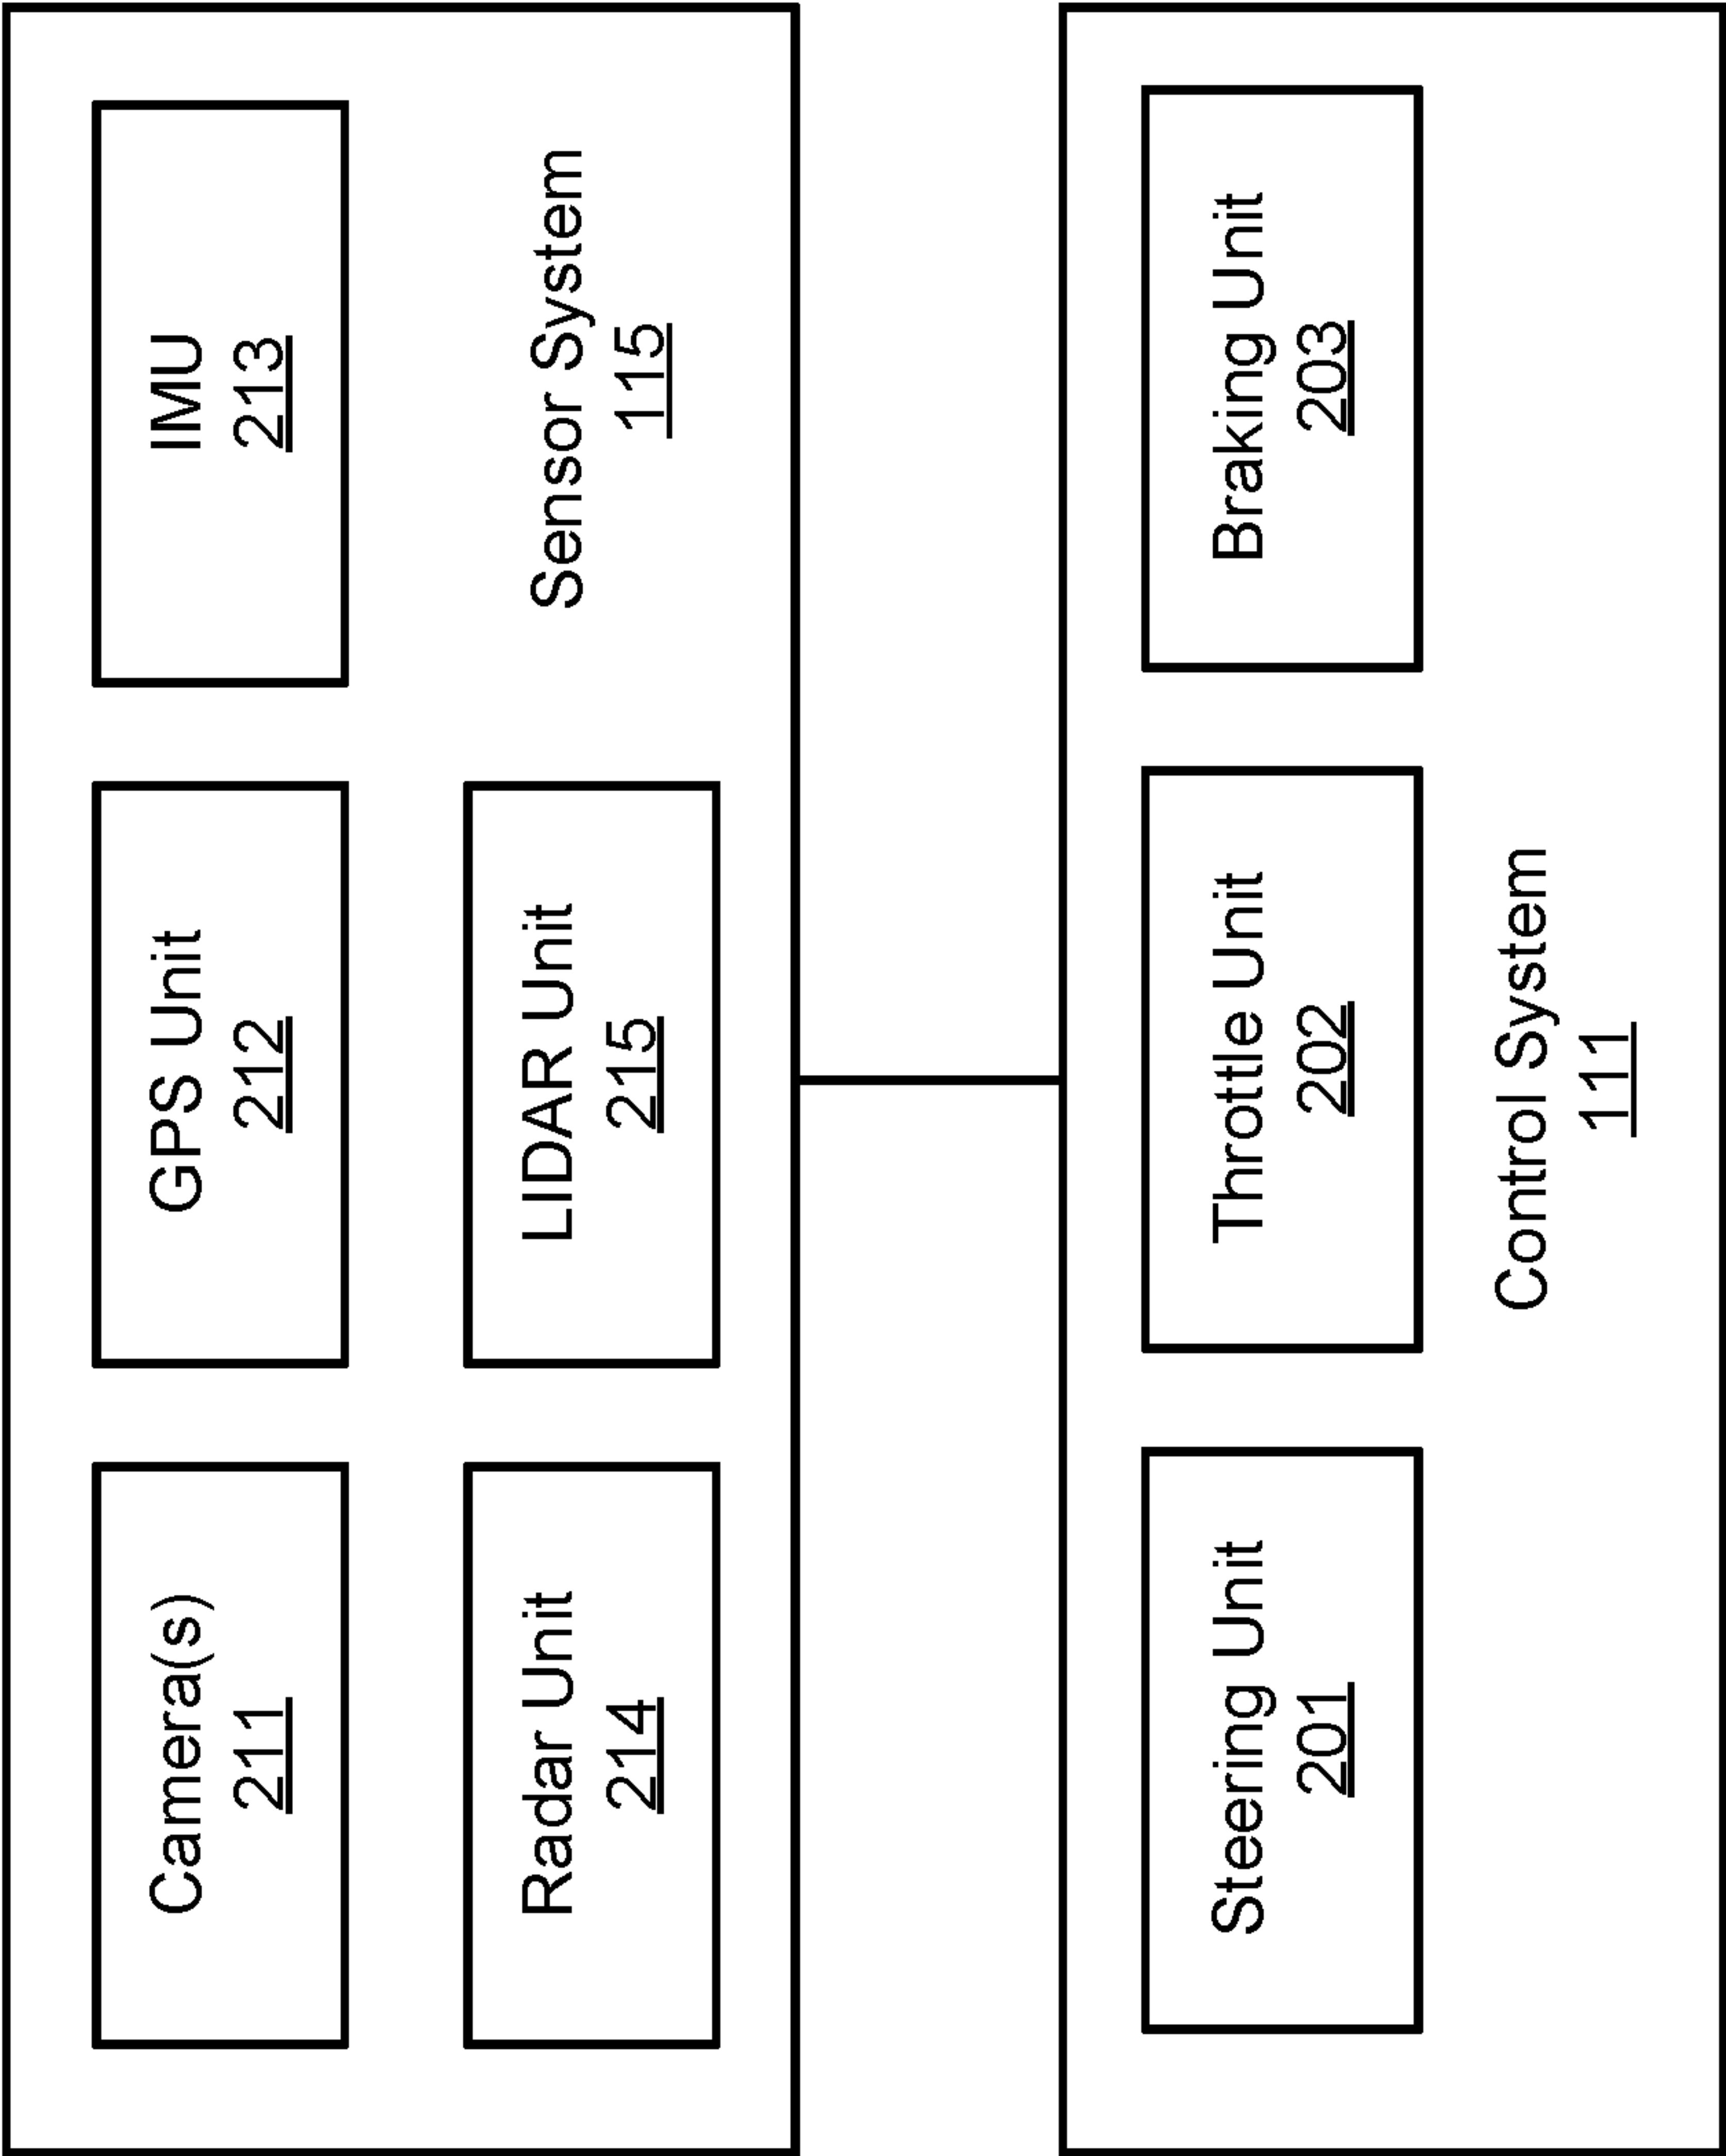 Camera(s)
211
GPS Unit
212
IMU
213
Radar Unit
214
LIDAR Unit
215
Sensor System
115
Steering Unit
201
Throttle Unit
202
Braking Unit
203
Control System
111